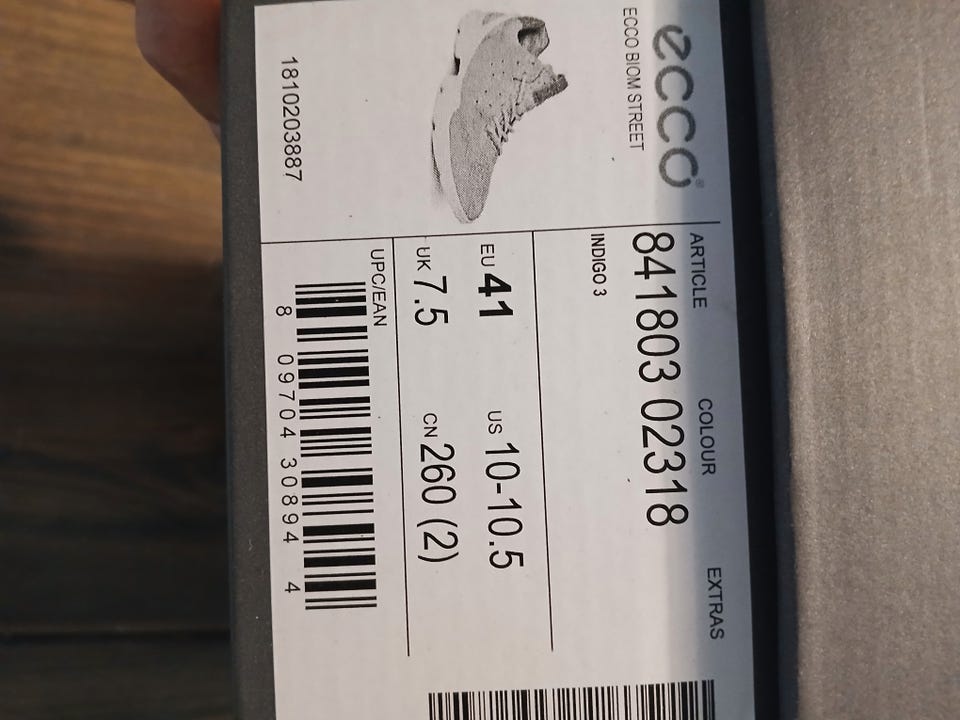 ecco®
ECCO BIOM STREET
1810203887
ARTICLE COLOUR EXTRAS
841803 02318
INDIGO 3
EU 41 US 10-10.5
UK 7.5 CN 260 (2)
UPC/EAN
8 09704 30894 4